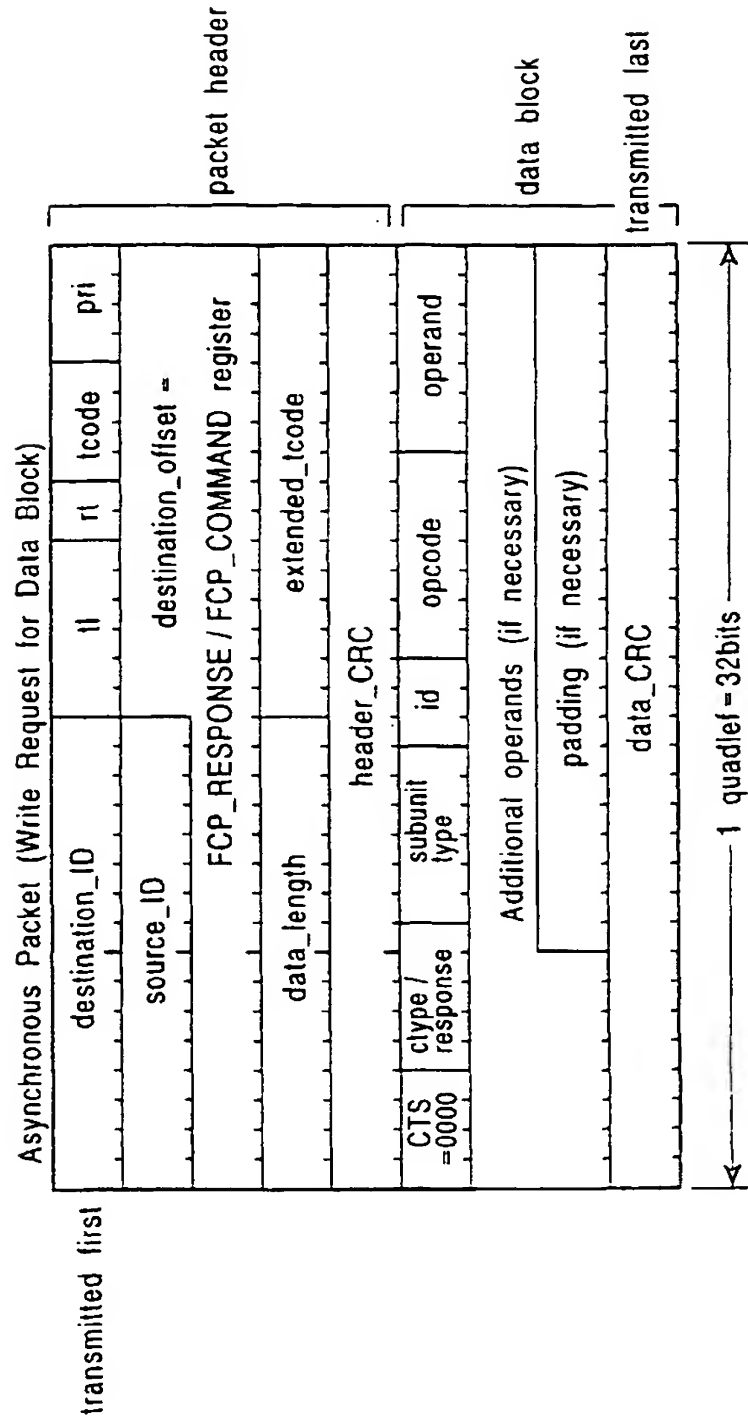 Asynchronous Packet (Write Request for Data Block)
transmitted first
destination_ID
tl
rt
tcode
pri
source_ID
destination_offset =
FCP_RESPONSE / FCP_COMMAND register
data_length
extended_tcode
header_CRC
packet header
CTS
=0000
ctype /
response
subunit
type
id
opcode
operand
Additional operands (if necessary)
padding (if necessary)
data_CRC
data block
transmitted last
1 quadlef = 32bits